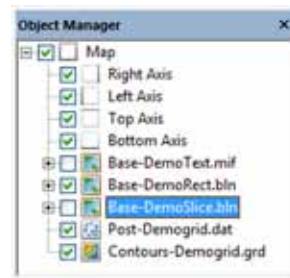 Object Manager
Map
Right Axis
Left Axis
Top Axis
Bottom Axis
Base-DemoText.mif
Base-DemoRect.bln
Base-DemoSlice.bln
Post-Demogrid.dat
Contours-Demogrid.grd